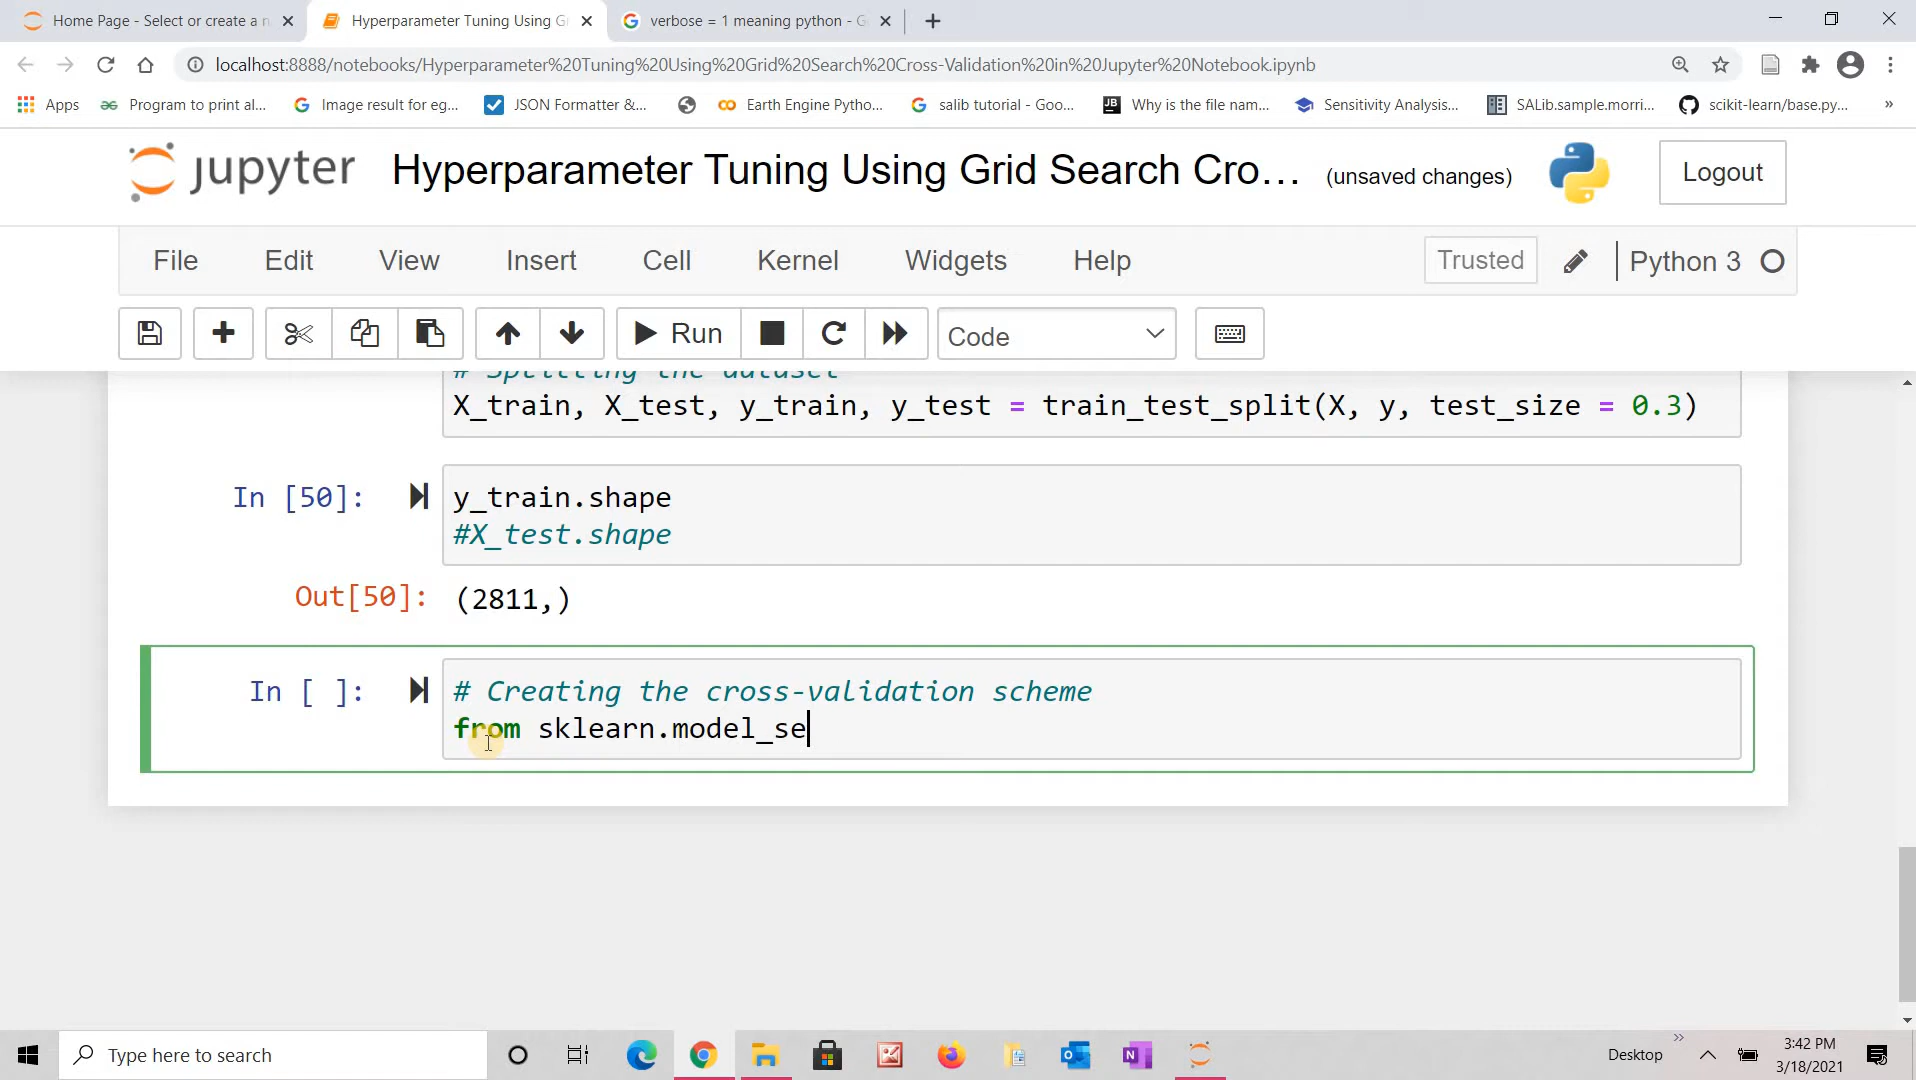 Home Page - Select or create a n
Hyperparameter Tuning Using Gr
verbose = 1 meaning python - G
localhost:8888/notebooks/Hyperparameter%20Tuning%20Using%20Grid%20Search%20Cross-Validation%20in%20Jupyter%20Notebook.ipynb
Apps
Program to print al...
Image result for eg...
JSON Formatter &...
Earth Engine Pytho...
salib tutorial - Goo...
Why is the file nam...
Sensitivity Analysis...
SALib.sample.morri...
scikit-learn/base.py...
»
jupyter Hyperparameter Tuning Using Grid Search Cro... (unsaved changes)
Logout
File Edit View Insert Cell Kernel Widgets Help
Trusted
Python 3
Run
Code
# Splitting the dataset
X_train, X_test, y_train, y_test = train_test_split(X, y, test_size = 0.3)
In [50]: y_train.shape
#X_test.shape
Out[50]: (2811,)
In [ ]: # Creating the cross-validation scheme
from sklearn.model_se
Type here to search
Desktop
»
3:42 PM
3/18/2021